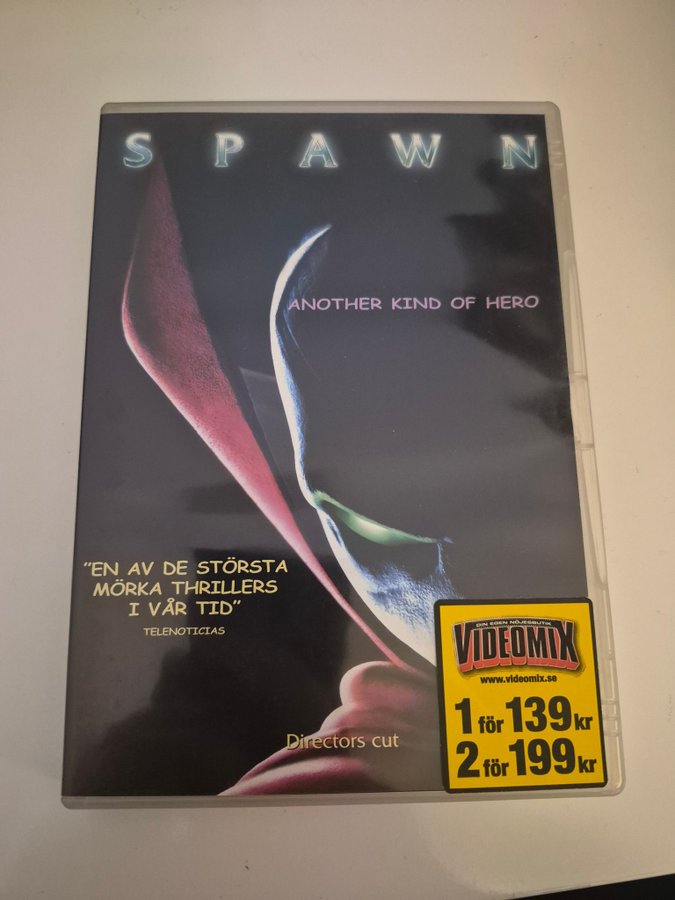 SPAWN
ANOTHER KIND OF HERO
"EN AV DE STÖRSTA
MÖRKA THRILLERS
I VÅR TID"
TELENOTICIAS
Directors cut
DIN EGEN NÖJESBUTIK
VIDEOMIX
www.videomix.se
1 för 139 kr
2 för 199 kr